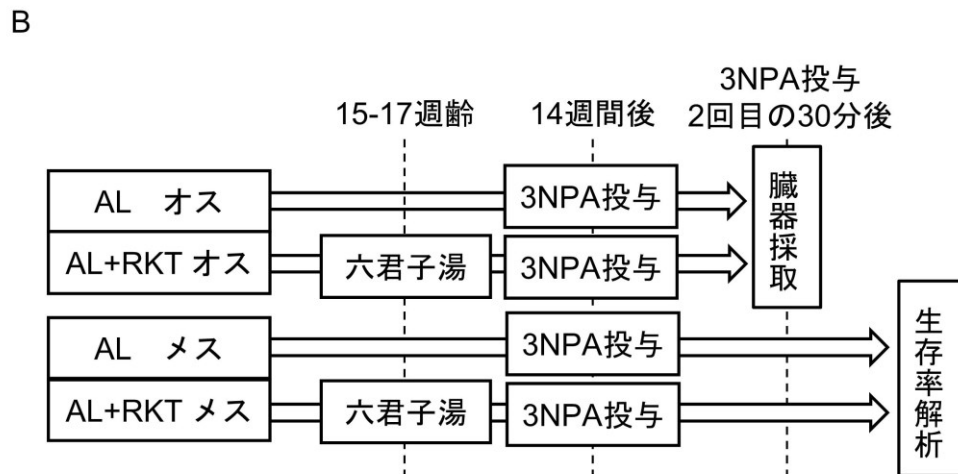 B
3NPA投与
2回目の30分後
15-17週齢
14週間後
AL オス
3NPA投与
臓器採取
AL+RKT オス
六君子湯
3NPA投与
AL メス
3NPA投与
生存率解析
AL+RKT メス
六君子湯
3NPA投与